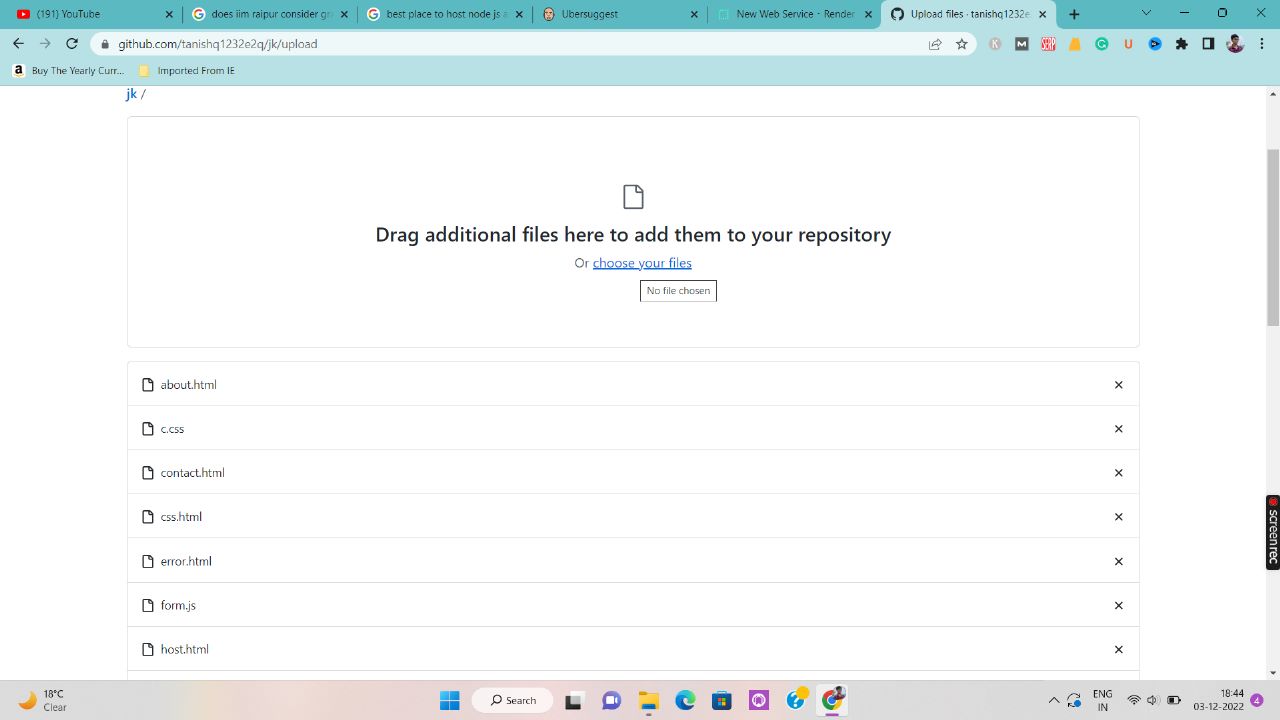 (191) YouTube
does iim raipur consider gr
best place to host node js a
Ubersuggest
New Web Service · Render
Upload files · tanishq1232e
github.com/tanishq1232e2q/jk/upload
Buy The Yearly Curr...
Imported From IE
jk /
Drag additional files here to add them to your repository
Or choose your files
No file chosen
about.html
c.css
contact.html
css.html
error.html
form.js
host.html
screenrec
18°C
Clear
Search
ENG
IN
18:44
03-12-2022
4